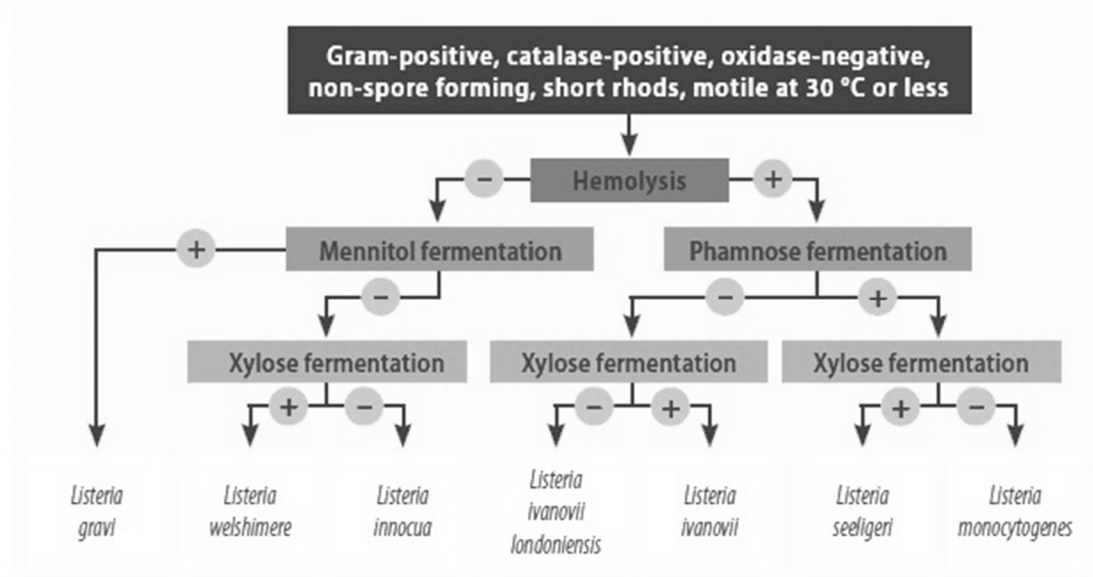 Gram-positive, catalase-positive, oxidase-negative,
non-spore forming, short rhods, motile at 30 °C or less
− Hemolysis +
+ Mennitol fermentation
Phamnose fermentation
−
− +
Xylose fermentation
Xylose fermentation
Xylose fermentation
+ −
− +
+ −
Listeria
gravi
Listeria
welshimere
Listeria
innocua
Listeria
ivanovii
londoniensis
Listeria
ivanovii
Listeria
seeligeri
Listeria
monocytogenes